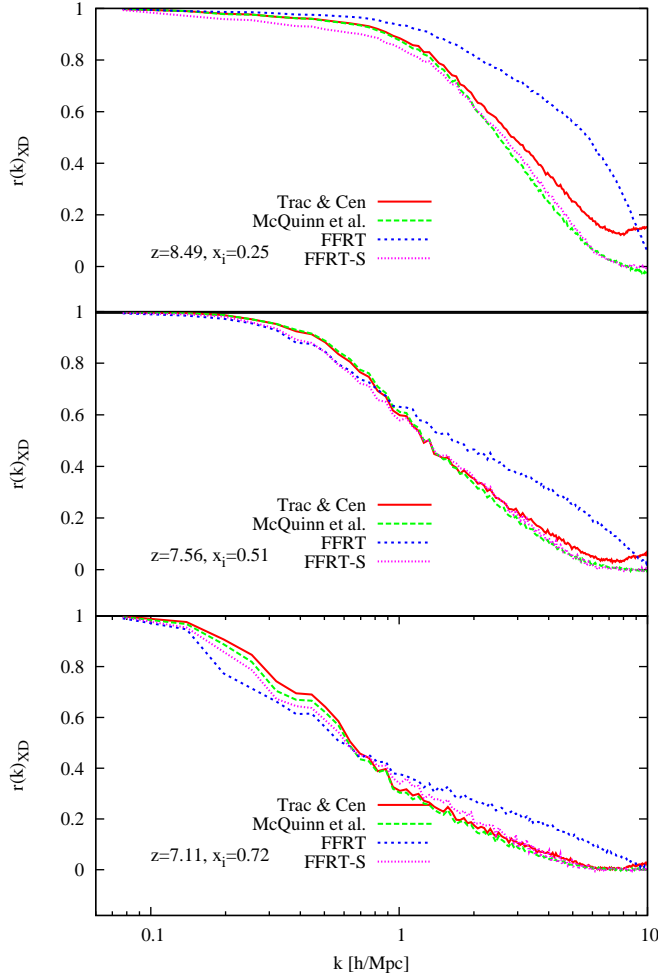 1
0.8
0.6
0.4
0.2
0
r(k)XD
Trac & Cen
McQuinn et al.
FFRT
FFRT-S
z=8.49, xi=0.25
1
0.8
0.6
0.4
0.2
0
r(k)XD
Trac & Cen
McQuinn et al.
FFRT
FFRT-S
z=7.56, xi=0.51
1
0.8
0.6
0.4
0.2
0
r(k)XD
Trac & Cen
McQuinn et al.
FFRT
FFRT-S
z=7.11, xi=0.72
0.1 1 10
k [h/Mpc]